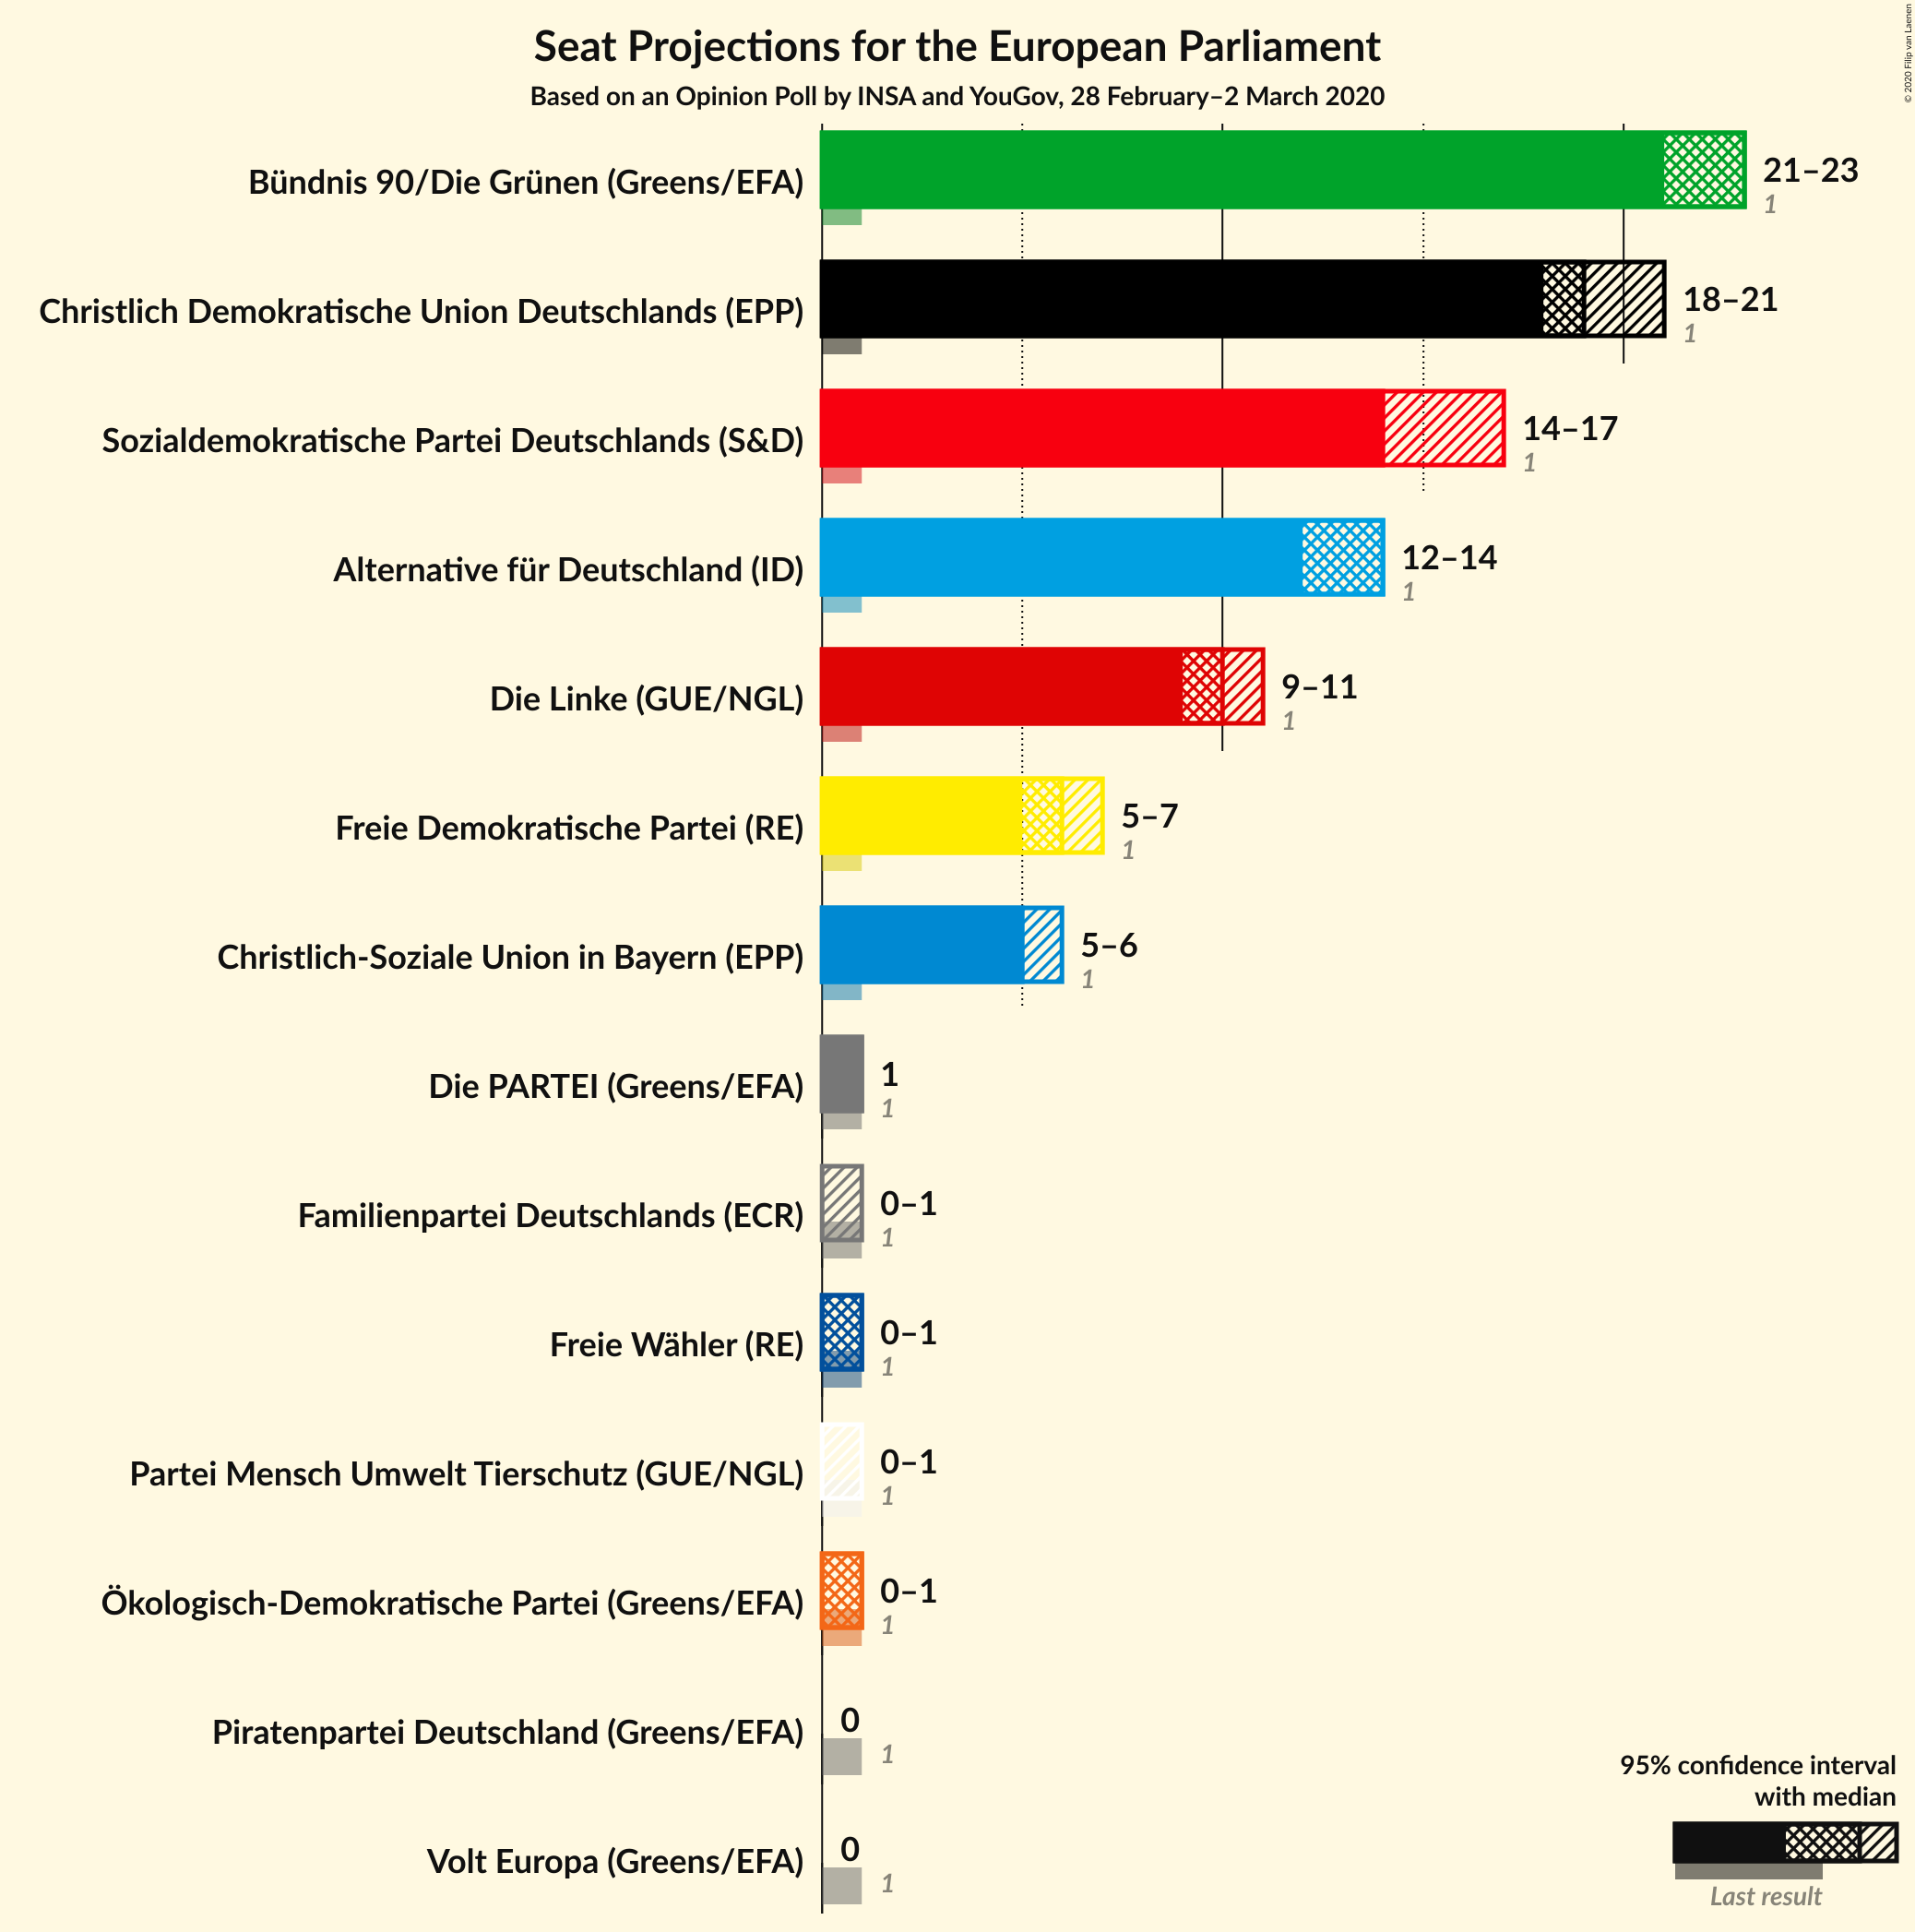 Seat Projections for the European Parliament
Based on an Opinion Poll by INSA and YouGov, 28 February–2 March 2020
© 2020 Filip van Laenen
Bündnis 90/Die Grünen (Greens/EFA)
21–23
1
Christlich Demokratische Union Deutschlands (EPP)
18–21
1
Sozialdemokratische Partei Deutschlands (S&D)
14–17
1
Alternative für Deutschland (ID)
12–14
1
Die Linke (GUE/NGL)
9–11
1
Freie Demokratische Partei (RE)
5–7
1
Christlich-Soziale Union in Bayern (EPP)
5–6
1
Die PARTEI (Greens/EFA)
1
1
Familienpartei Deutschlands (ECR)
0–1
1
Freie Wähler (RE)
0–1
1
Partei Mensch Umwelt Tierschutz (GUE/NGL)
0–1
1
Ökologisch-Demokratische Partei (Greens/EFA)
0–1
1
Piratenpartei Deutschland (Greens/EFA)
0
1
Volt Europa (Greens/EFA)
0
1
95% confidence interval
with median
Last result